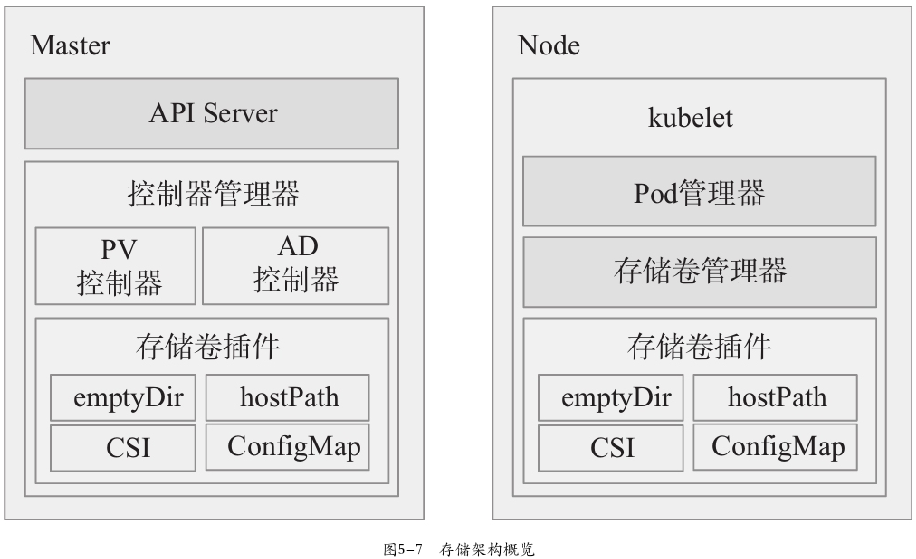 Master
API Server
控制器管理器
PV
控制器
AD
控制器
存储卷插件
emptyDir
hostPath
CSI
ConfigMap
Node
kubelet
Pod管理器
存储卷管理器
存储卷插件
emptyDir
hostPath
CSI
ConfigMap
图5-7 存储架构概览